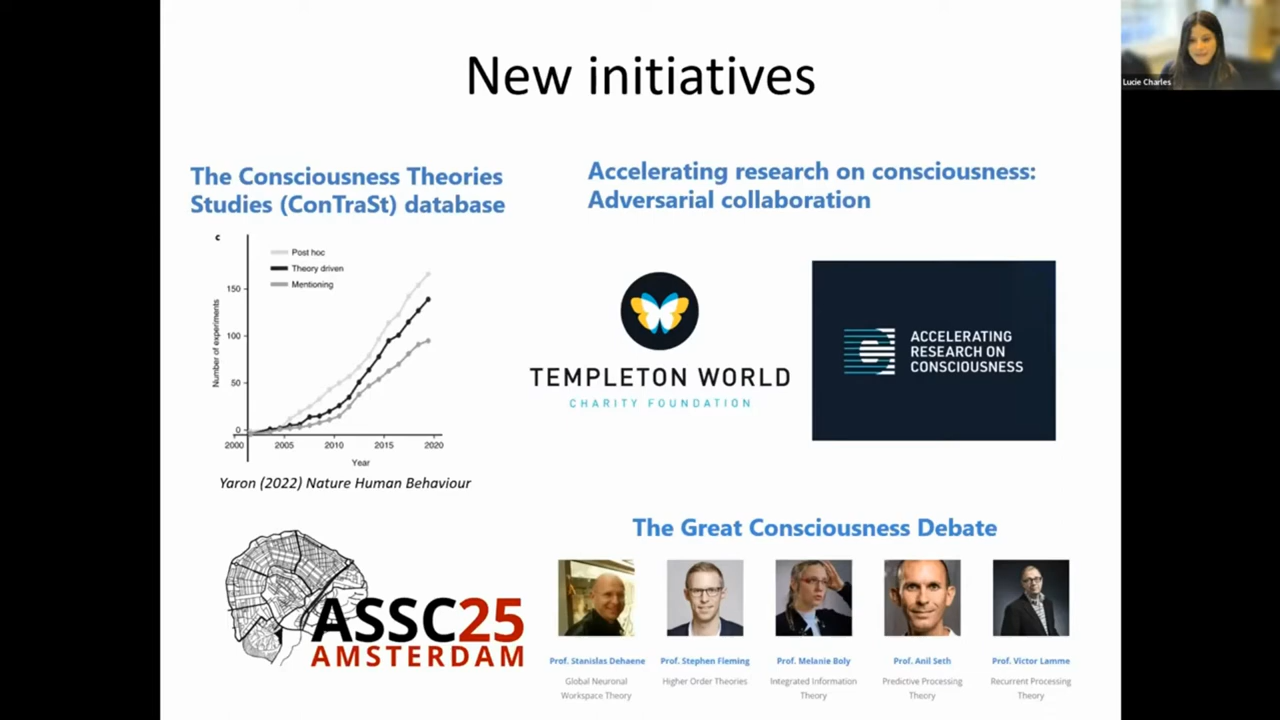 New initiatives
Lucie Charles
The Consciousness Theories
Studies (ConTraSt) database
c
Post hoc
Theory driven
Mentioning
Number of experiments
150
100
50
0
2000 2005 2010 2015 2020
Year
Yaron (2022) Nature Human Behaviour
Accelerating research on consciousness:
Adversarial collaboration
TEMPLETON WORLD
CHARITY FOUNDATION
ACCELERATING
RESEARCH ON
CONSCIOUSNESS
ASSC25
AMSTERDAM
The Great Consciousness Debate
Prof. Stanislas Dehaene
Global Neuronal
Workspace Theory
Prof. Stephen Fleming
Higher Order Theories
Prof. Melanie Boly
Integrated Information
Theory
Prof. Anil Seth
Predictive Processing
Theory
Prof. Victor Lamme
Recurrent Processing
Theory